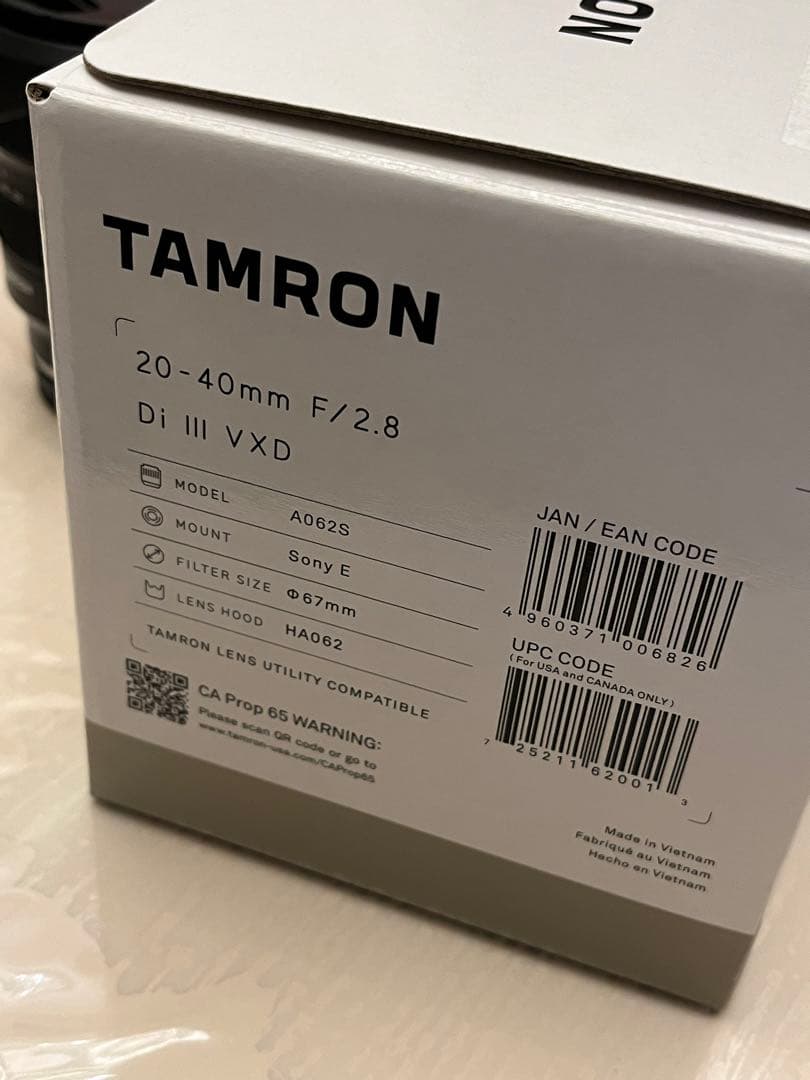 NO
TAMRON
20-40mm F/2.8
Di III VXD
MODEL A062S
MOUNT Sony E
FILTER SIZE Φ67mm
LENS HOOD HA062
TAMRON LENS UTILITY COMPATIBLE
CA Prop 65 WARNING:
Please scan QR code or go to
www.tamron-usa.com/CAProp65
JAN / EAN CODE
4 960371 006826
UPC CODE
(For USA and CANADA ONLY)
7 25211 62001 3
Made in Vietnam
Fabriqué au Vietnam
Hecho en Vietnam